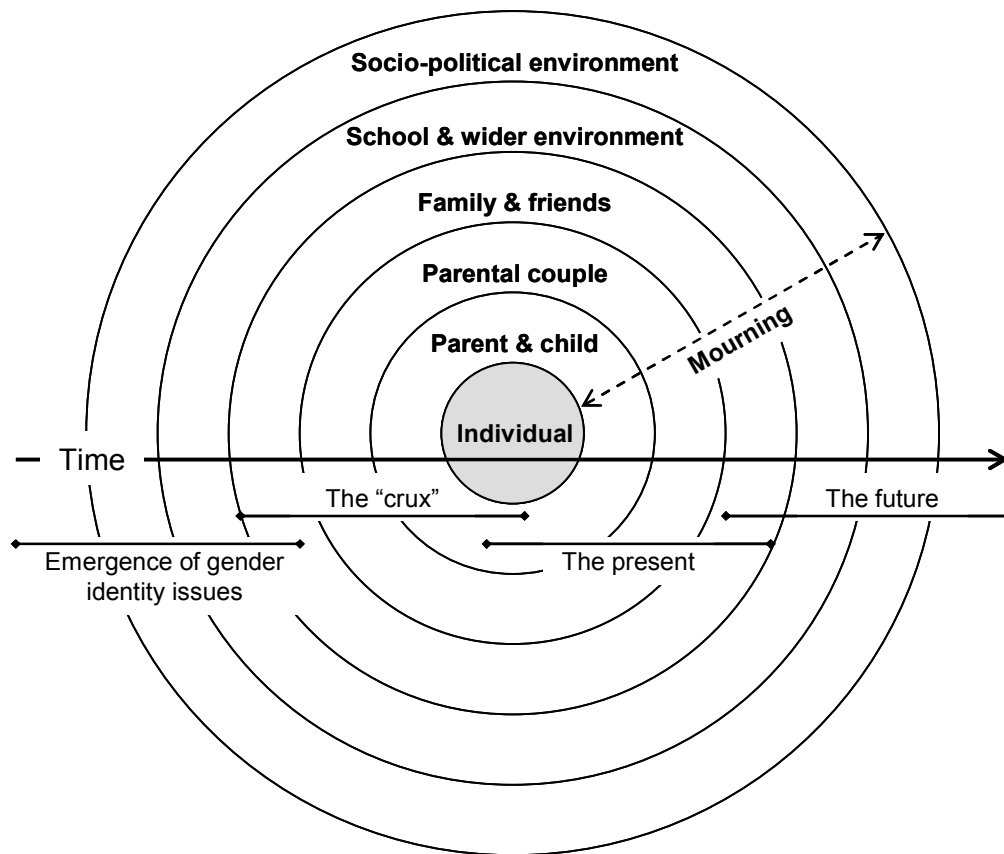 Socio-political environment
School & wider environment
Family & friends
Parental couple
Parent & child
Mourning
Individual
Time
The “crux”
The future
Emergence of gender
identity issues
The present